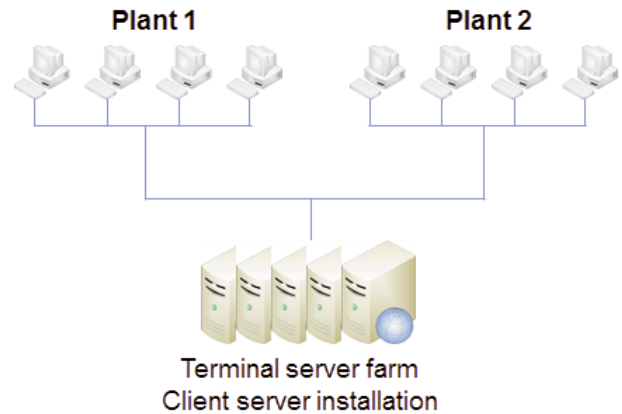 Plant 1
Plant 2
Terminal server farm
Client server installation